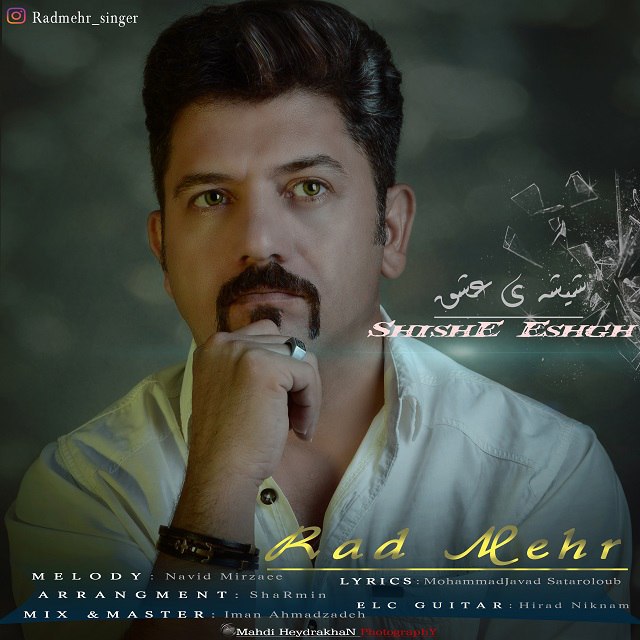 Radmehr_singer
شیشه ی عشق
ShishE Eshgh
Rad Mehr
MELODY : Navid Mirzaee
LYRICS : MohammadJavad Sataroloub
ARRANGMENT : ShaRmin
ELC GUITAR : Hirad Niknam
MIX &MASTER : Iman Ahmadzadeh
Mahdi HeydrakhaN PhotographY